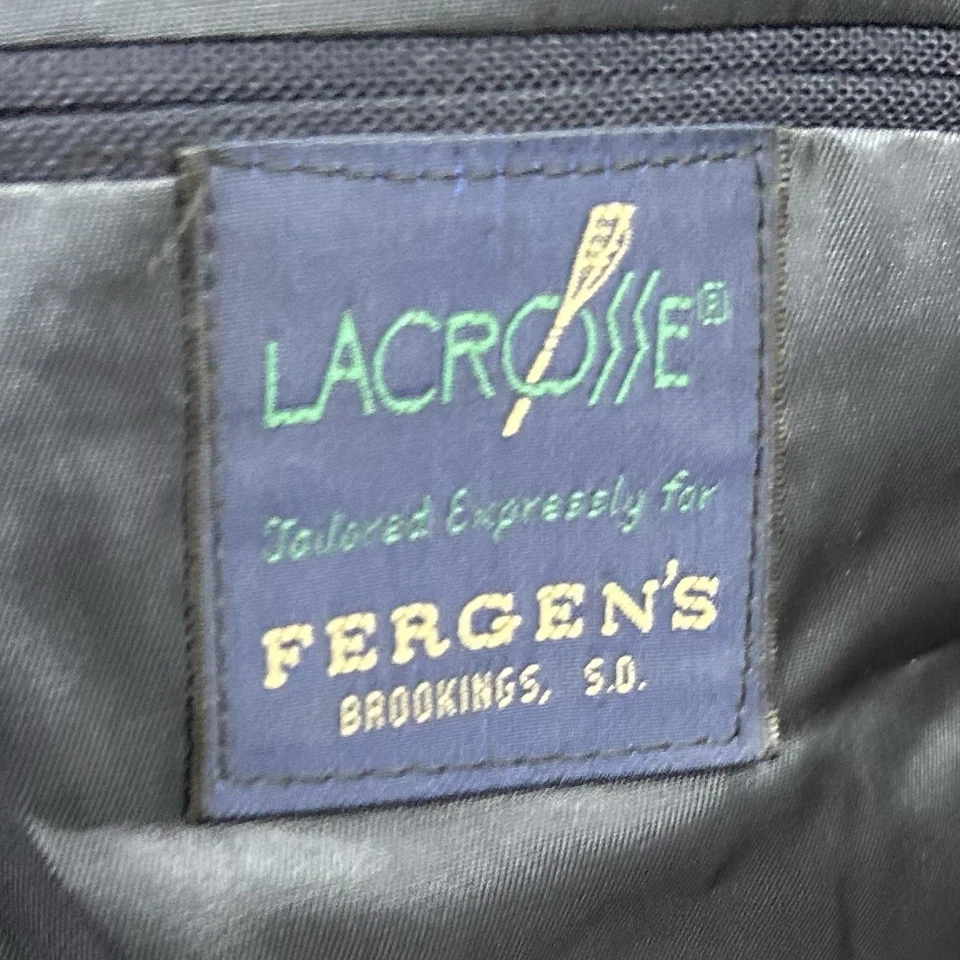 LACROSSE®
Tailored Expressly for
FERGEN'S
BROOKINGS, S.D.